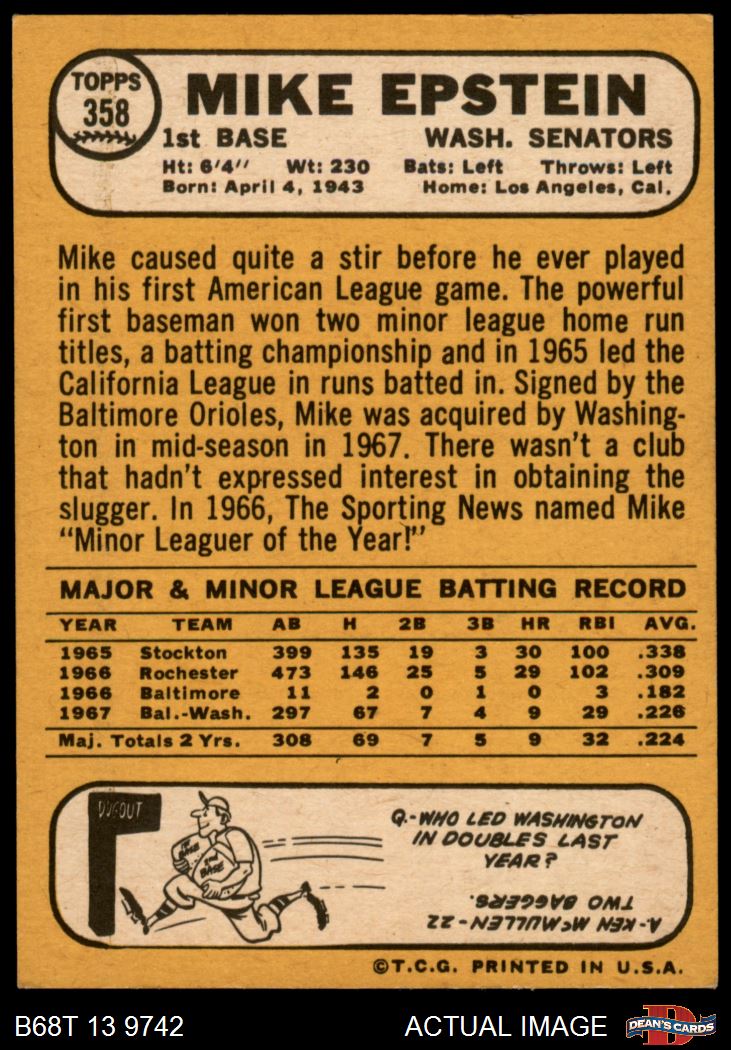 TOPPS
358
MIKE EPSTEIN
1st BASE WASH. SENATORS
Ht: 6'4" Wt: 230 Bats: Left Throws: Left
Born: April 4, 1943 Home: Los Angeles, Cal.
Mike caused quite a stir before he ever played
in his first American League game. The powerful
first baseman won two minor league home run
titles, a batting championship and in 1965 led the
California League in runs batted in. Signed by the
Baltimore Orioles, Mike was acquired by Washing-
ton in mid-season in 1967. There wasn't a club
that hadn't expressed interest in obtaining the
slugger. In 1966, The Sporting News named Mike
"Minor Leaguer of the Year!"
MAJOR & MINOR LEAGUE BATTING RECORD
YEAR TEAM AB H 2B 3B HR RBI AVG.
1965 Stockton 399 135 19 3 30 100 .338
1966 Rochester 473 146 25 5 29 102 .309
1966 Baltimore 11 2 0 1 0 3 .182
1967 Bal.-Wash. 297 67 7 4 9 29 .226
Maj. Totals 2 Yrs. 308 69 7 5 9 32 .224
DUGOUT
1st BASE
2nd BASE
Q.-WHO LED WASHINGTON
IN DOUBLES LAST
YEAR?
A. KEN McMULLEN-22
TWO BAGGERS.
©T.C.G. PRINTED IN U.S.A.
B68T 13 9742 ACTUAL IMAGE
D
DEAN'S CARDS